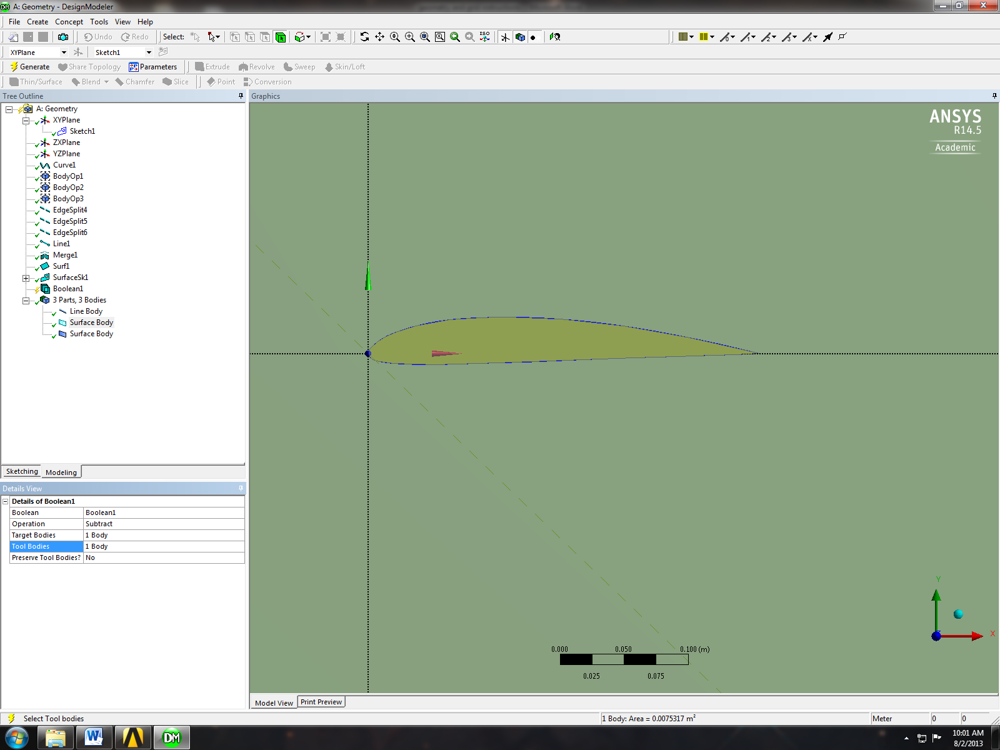 A: Geometry - DesignModeler
File Create Concept Tools View Help
Undo Redo Select: ISO
XYPlane Sketch1
Generate Share Topology Parameters Extrude Revolve Sweep Skin/Loft
Thin/Surface Blend Chamfer Slice Point Conversion
Tree Outline
Graphics
A: Geometry
XYPlane
Sketch1
ZXPlane
YZPlane
Curve1
BodyOp1
BodyOp2
BodyOp3
EdgeSplit4
EdgeSplit5
EdgeSplit6
Line1
Merge1
Surf1
SurfaceSk1
Boolean1
3 Parts, 3 Bodies
Line Body
Surface Body
Surface Body
Sketching Modeling
Details View
Details of Boolean1
Boolean Boolean1
Operation Subtract
Target Bodies 1 Body
Tool Bodies 1 Body
Preserve Tool Bodies? No
ANSYS
R14.5
Academic
Y
X
0.000 0.050 0.100 (m)
0.025 0.075
Model View Print Preview
Select Tool bodies
1 Body: Area = 0.0075317 m²
Meter 0 0
DM
10:01 AM
8/2/2013